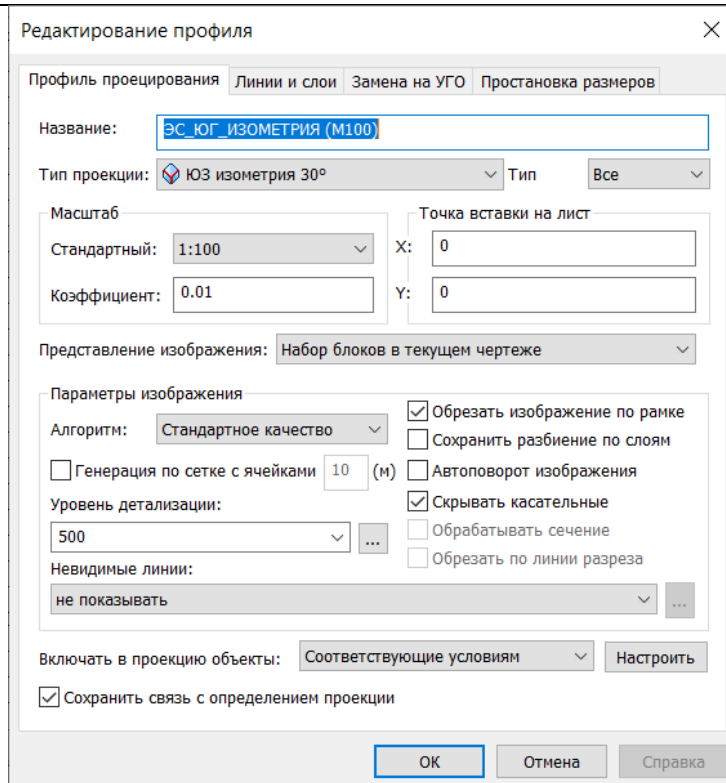 Редактирование профиля
Профиль проецирования Линии и слои Замена на УГО Простановка размеров
Название: ЭС_ЮГ_ИЗОМЕТРИЯ (М100)
Тип проекции: ЮЗ изометрия 30° Тип Все
Масштаб Точка вставки на лист
Стандартный: 1:100 X: 0
Коэффициент: 0.01 Y: 0
Представление изображения: Набор блоков в текущем чертеже
Параметры изображения
Обрезать изображение по рамке
Алгоритм: Стандартное качество
Сохранить разбиение по слоям
Генерация по сетке с ячейками 10 (м) Автоповорот изображения
Уровень детализации: Скрывать касательные
500 ... Обрабатывать сечение
Обрезать по линии разреза
Невидимые линии:
не показывать ...
Включать в проекцию объекты: Соответствующие условиям Настроить
Сохранить связь с определением проекции
ОК Отмена Справка